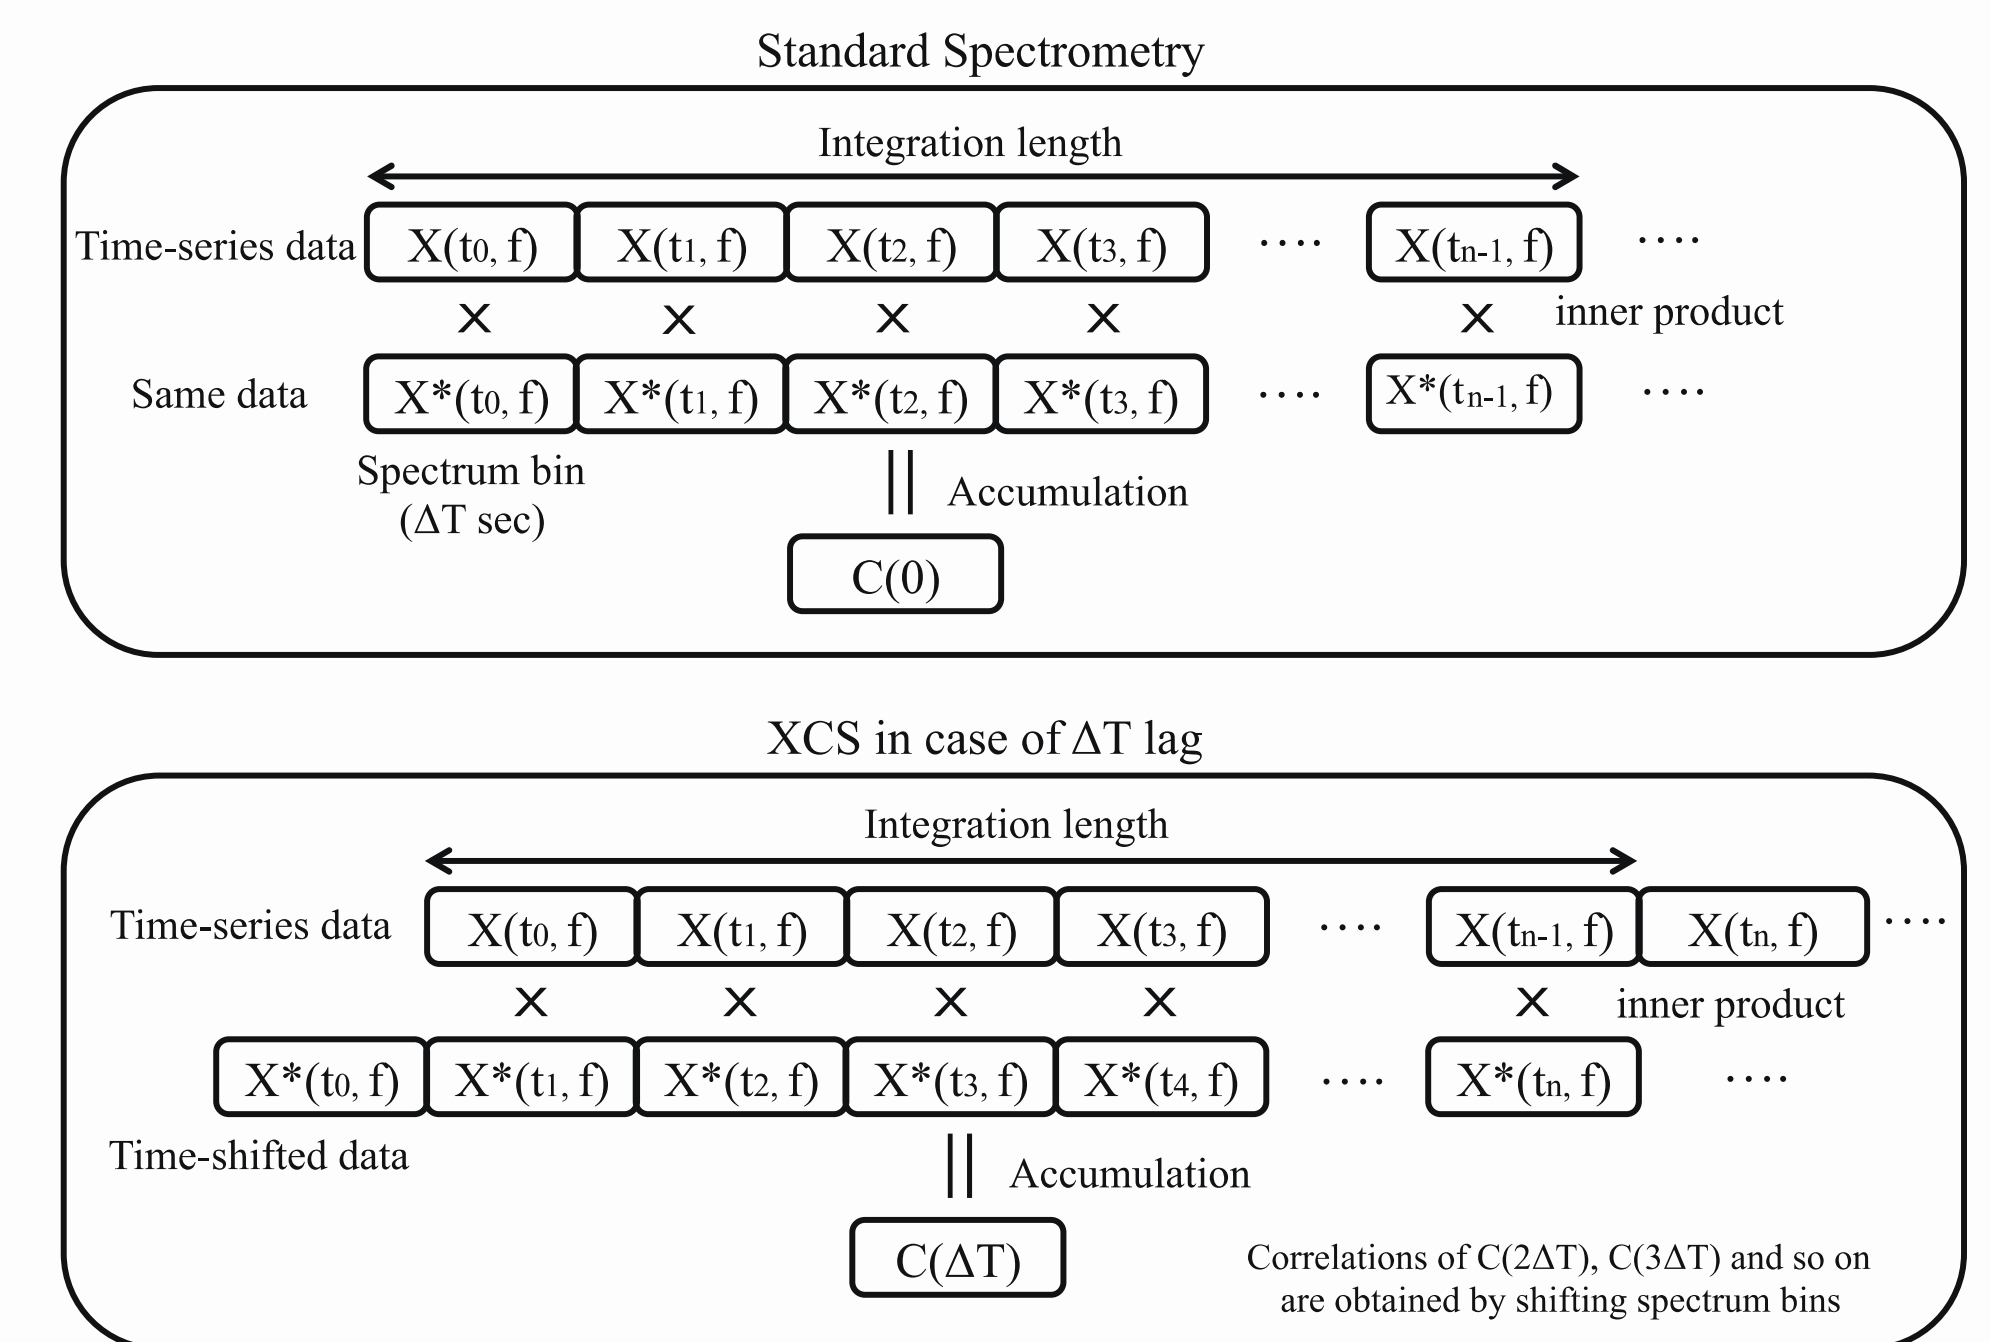 Standard Spectrometry
Integration length
Time-series data X(t0, f) X(t1, f) X(t2, f) X(t3, f) ···· X(tn-1, f) ····
× × × × × inner product
Same data X*(t0, f) X*(t1, f) X*(t2, f) X*(t3, f) ···· X*(tn-1, f) ····
Spectrum bin
(ΔT sec)
Accumulation
C(0)
XCS in case of ΔT lag
Integration length
Time-series data X(t0, f) X(t1, f) X(t2, f) X(t3, f) ···· X(tn-1, f) X(tn, f) ····
× × × × × inner product
X*(t0, f) X*(t1, f) X*(t2, f) X*(t3, f) X*(t4, f) ···· X*(tn, f) ····
Time-shifted data
Accumulation
C(ΔT)
Correlations of C(2ΔT), C(3ΔT) and so on
are obtained by shifting spectrum bins